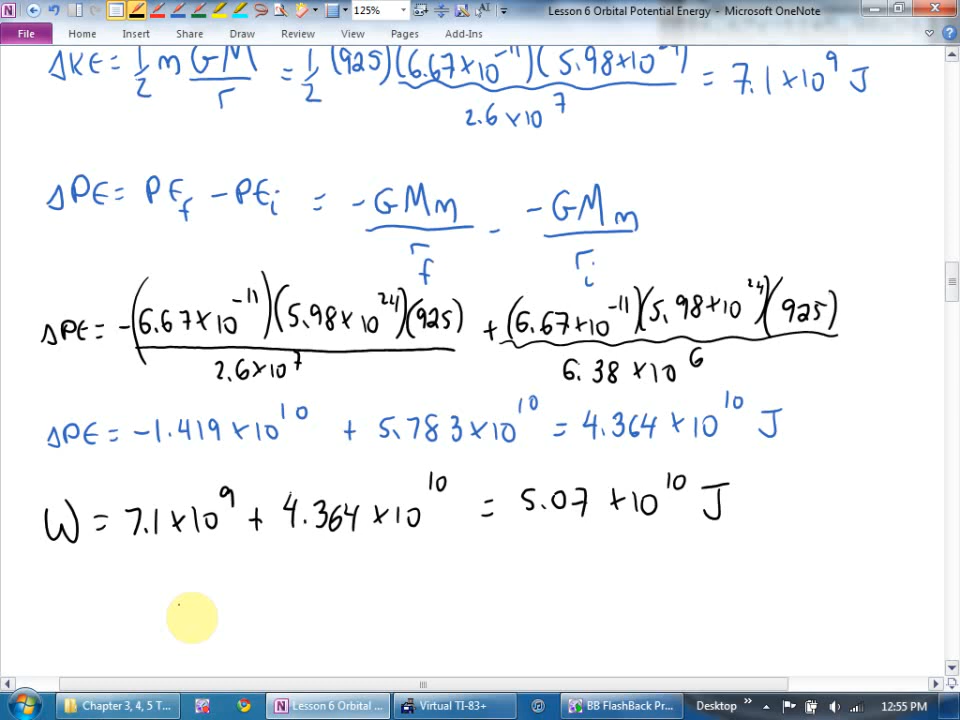 Lesson 6 Orbital Potential Energy - Microsoft OneNote
125%
File Home Insert Share Draw Review View Pages Add-Ins
ΔKE = 1/2 m GM/r = 1/2 (925)(6.67×10^-11)(5.98×10^24)/2.6×10^7 = 7.1×10^9 J
ΔPE = PE_f - PE_i = -GMm/r_f - -GMm/r_i
ΔPE = -(6.67×10^-11)(5.98×10^24)(925)/2.6×10^7 + (6.67×10^-11)(5.98×10^24)(925)/6.38×10^6
ΔPE = -1.419×10^10 + 5.783×10^10 = 4.364×10^10 J
W = 7.1×10^9 + 4.364×10^10 = 5.07×10^10 J
Chapter 3, 4, 5 T... Lesson 6 Orbital ... Virtual TI-83+ BB FlashBack Pr... Desktop » 12:55 PM